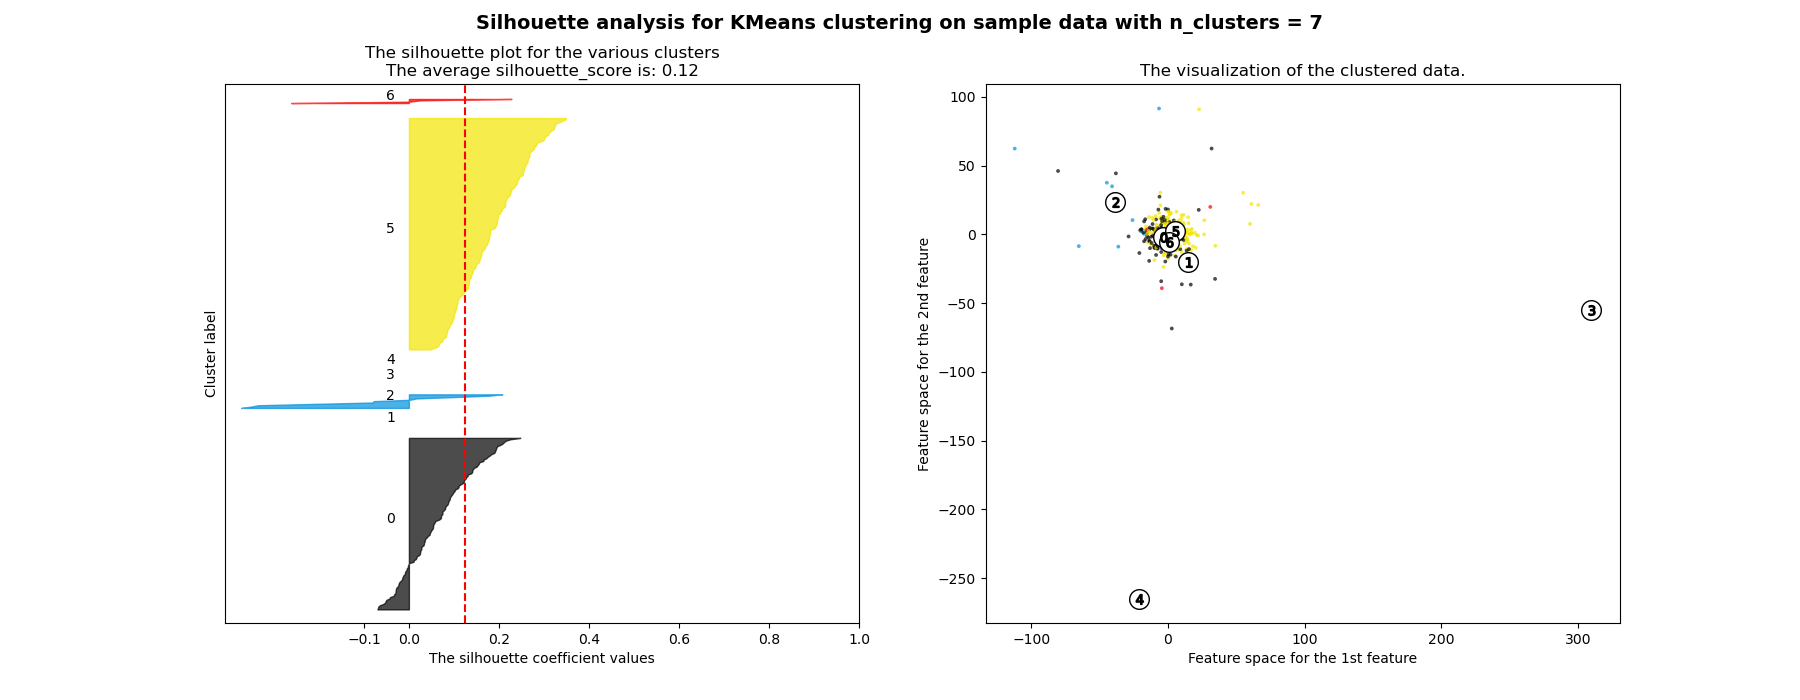 Silhouette analysis for KMeans clustering on sample data with n_clusters = 7
The silhouette plot for the various clusters
The average silhouette_score is: 0.12
6
5
4
3
2
1
0
Cluster label
−0.1 0.0 0.2 0.4 0.6 0.8 1.0
The silhouette coefficient values
The visualization of the clustered data.
100
50
0
−50
−100
−150
−200
−250
Feature space for the 2nd feature
2
0
5
6
1
3
4
−100 0 100 200 300
Feature space for the 1st feature